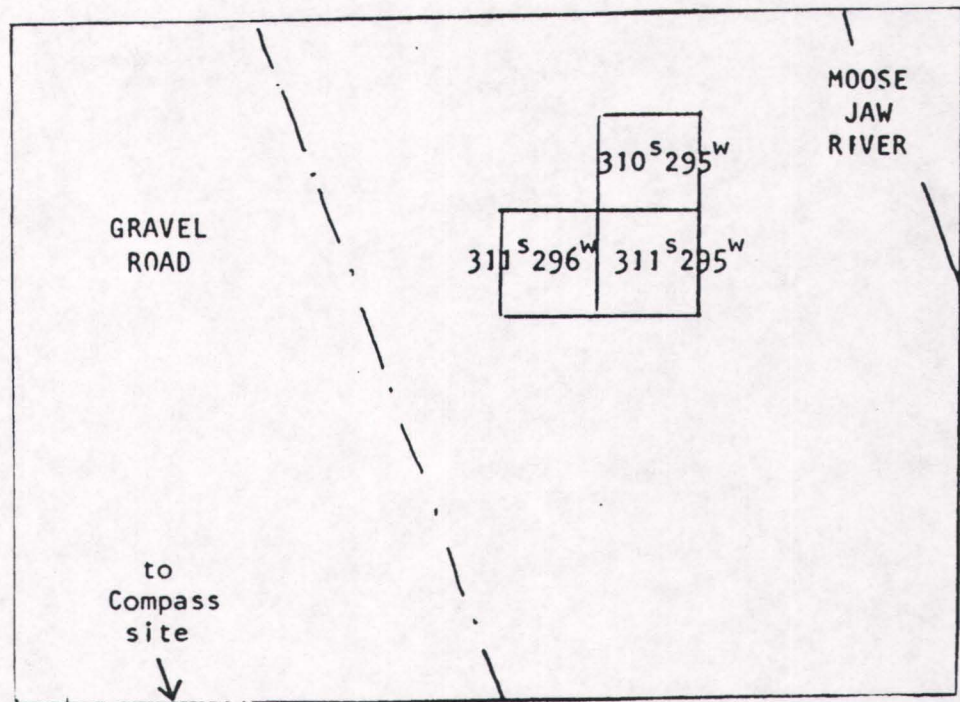 MOOSE
JAW
RIVER
310ˢ295ʷ
GRAVEL
ROAD
311ˢ296ʷ 311ˢ295ʷ
to
Compass
site